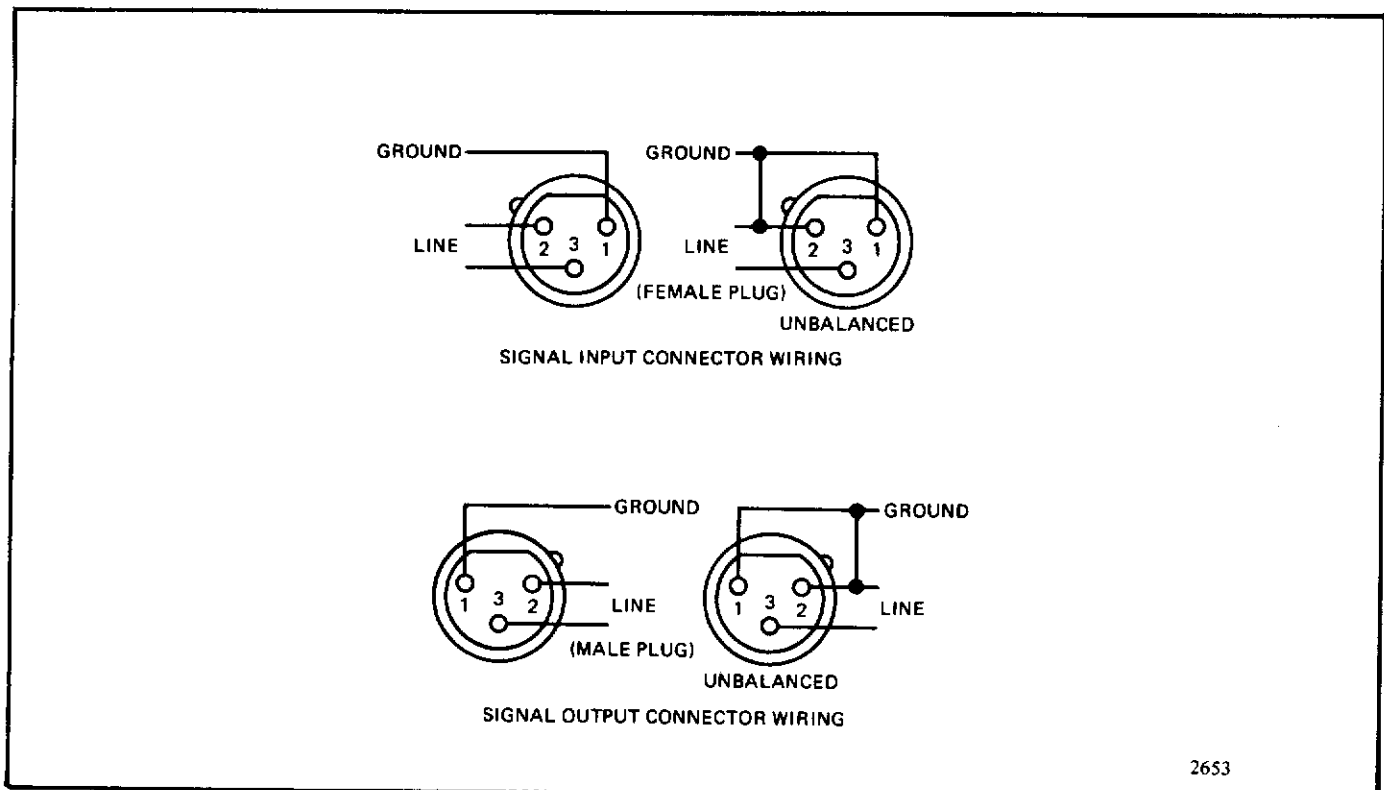 GROUND
GROUND
LINE
2 3 1
LINE
2 3 1
(FEMALE PLUG)
UNBALANCED
SIGNAL INPUT CONNECTOR WIRING
GROUND
GROUND
1 3 2
LINE
1 3 2
LINE
(MALE PLUG)
UNBALANCED
SIGNAL OUTPUT CONNECTOR WIRING
2653